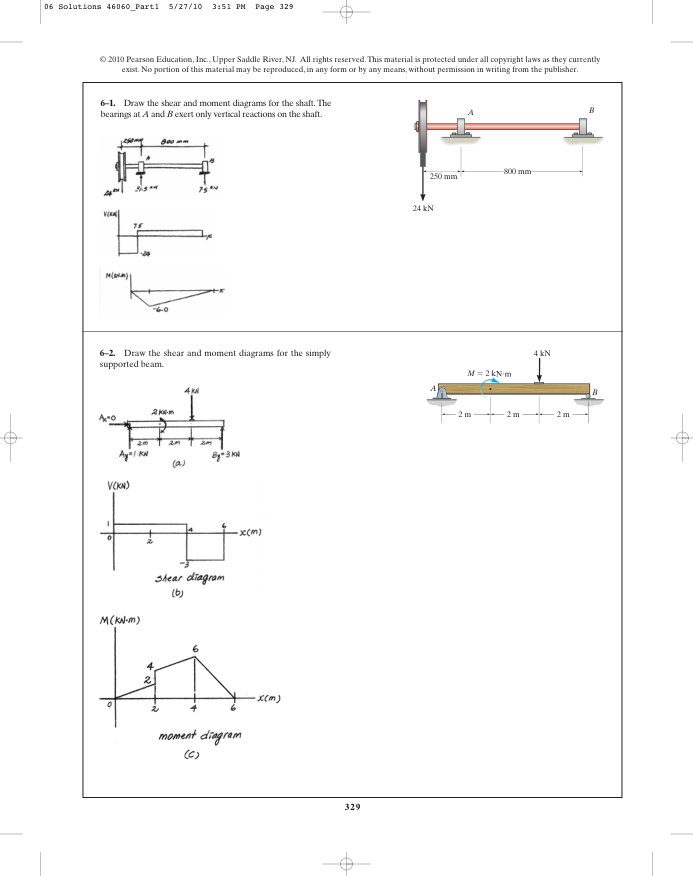 06 Solutions 46060_Part1  5/27/10  3:51 PM  Page 329
© 2010 Pearson Education, Inc., Upper Saddle River, NJ. All rights reserved. This material is protected under all copyright laws as they currently
exist. No portion of this material may be reproduced, in any form or by any means, without permission in writing from the publisher.
6–1. Draw the shear and moment diagrams for the shaft. The
bearings at A and B exert only vertical reactions on the shaft.
A
B
250 mm
800 mm
24 kN
250 mm
800 mm
A
B
24 kN
31.5 kN
7.5 kN
V(kN)
7.5
x
-24
M(kN·m)
x
-6.0
6–2. Draw the shear and moment diagrams for the simply
supported beam.
4 kN
M = 2 kN·m
A
B
2 m
2 m
2 m
4 kN
Ax=0
2 kN·m
2m
2m
2m
Ay=1 kN
By=3 kN
(a)
V(kN)
1
0
2
4
6
x(m)
-3
shear diagram
(b)
M(kN·m)
6
4
2
0
2
4
6
x(m)
moment diagram
(c)
329